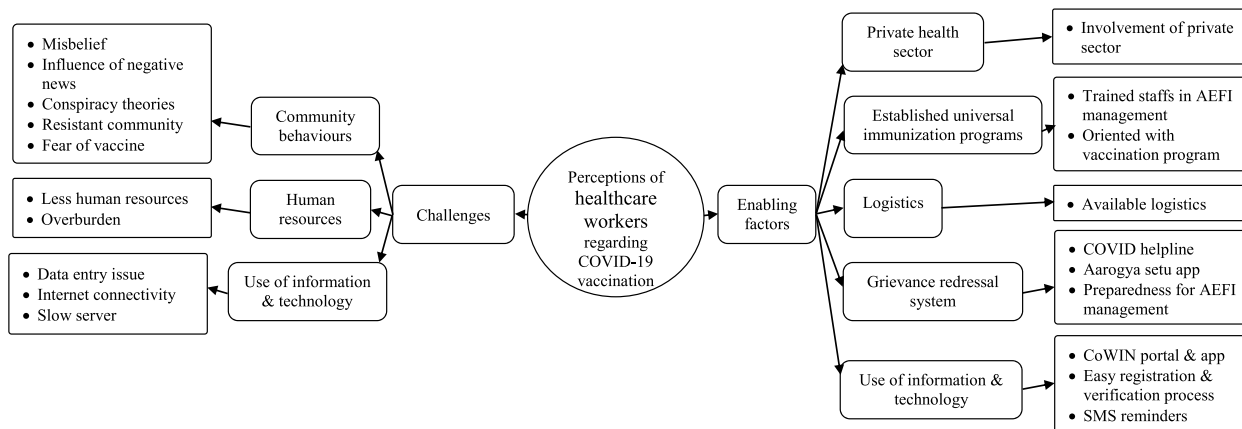 Perceptions of
healthcare
workers
regarding
COVID-19
vaccination
Challenges
Community
behaviours
• Misbelief
• Influence of negative
news
• Conspiracy theories
• Resistant community
• Fear of vaccine
Human
resources
• Less human resources
• Overburden
Use of information
& technology
• Data entry issue
• Internet connectivity
• Slow server
Enabling
factors
Private health
sector
• Involvement of private
sector
Established universal
immunization programs
• Trained staffs in AEFI
management
• Oriented with
vaccination program
Logistics
• Available logistics
Grievance redressal
system
• COVID helpline
• Aarogya setu app
• Preparedness for AEFI
management
Use of information &
technology
• CoWIN portal & app
• Easy registration &
verification process
• SMS reminders